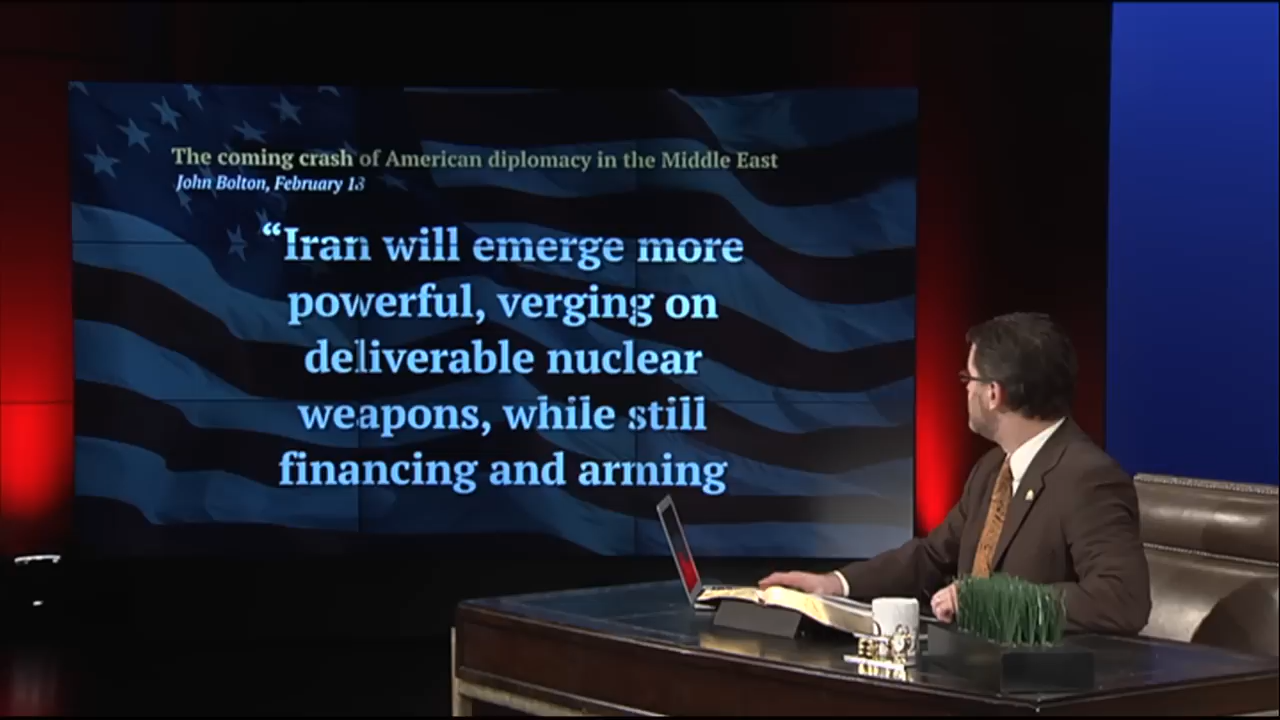 The coming crash of American diplomacy in the Middle East
John Bolton, February 13
“Iran will emerge more
powerful, verging on
deliverable nuclear
weapons, while still
financing and arming